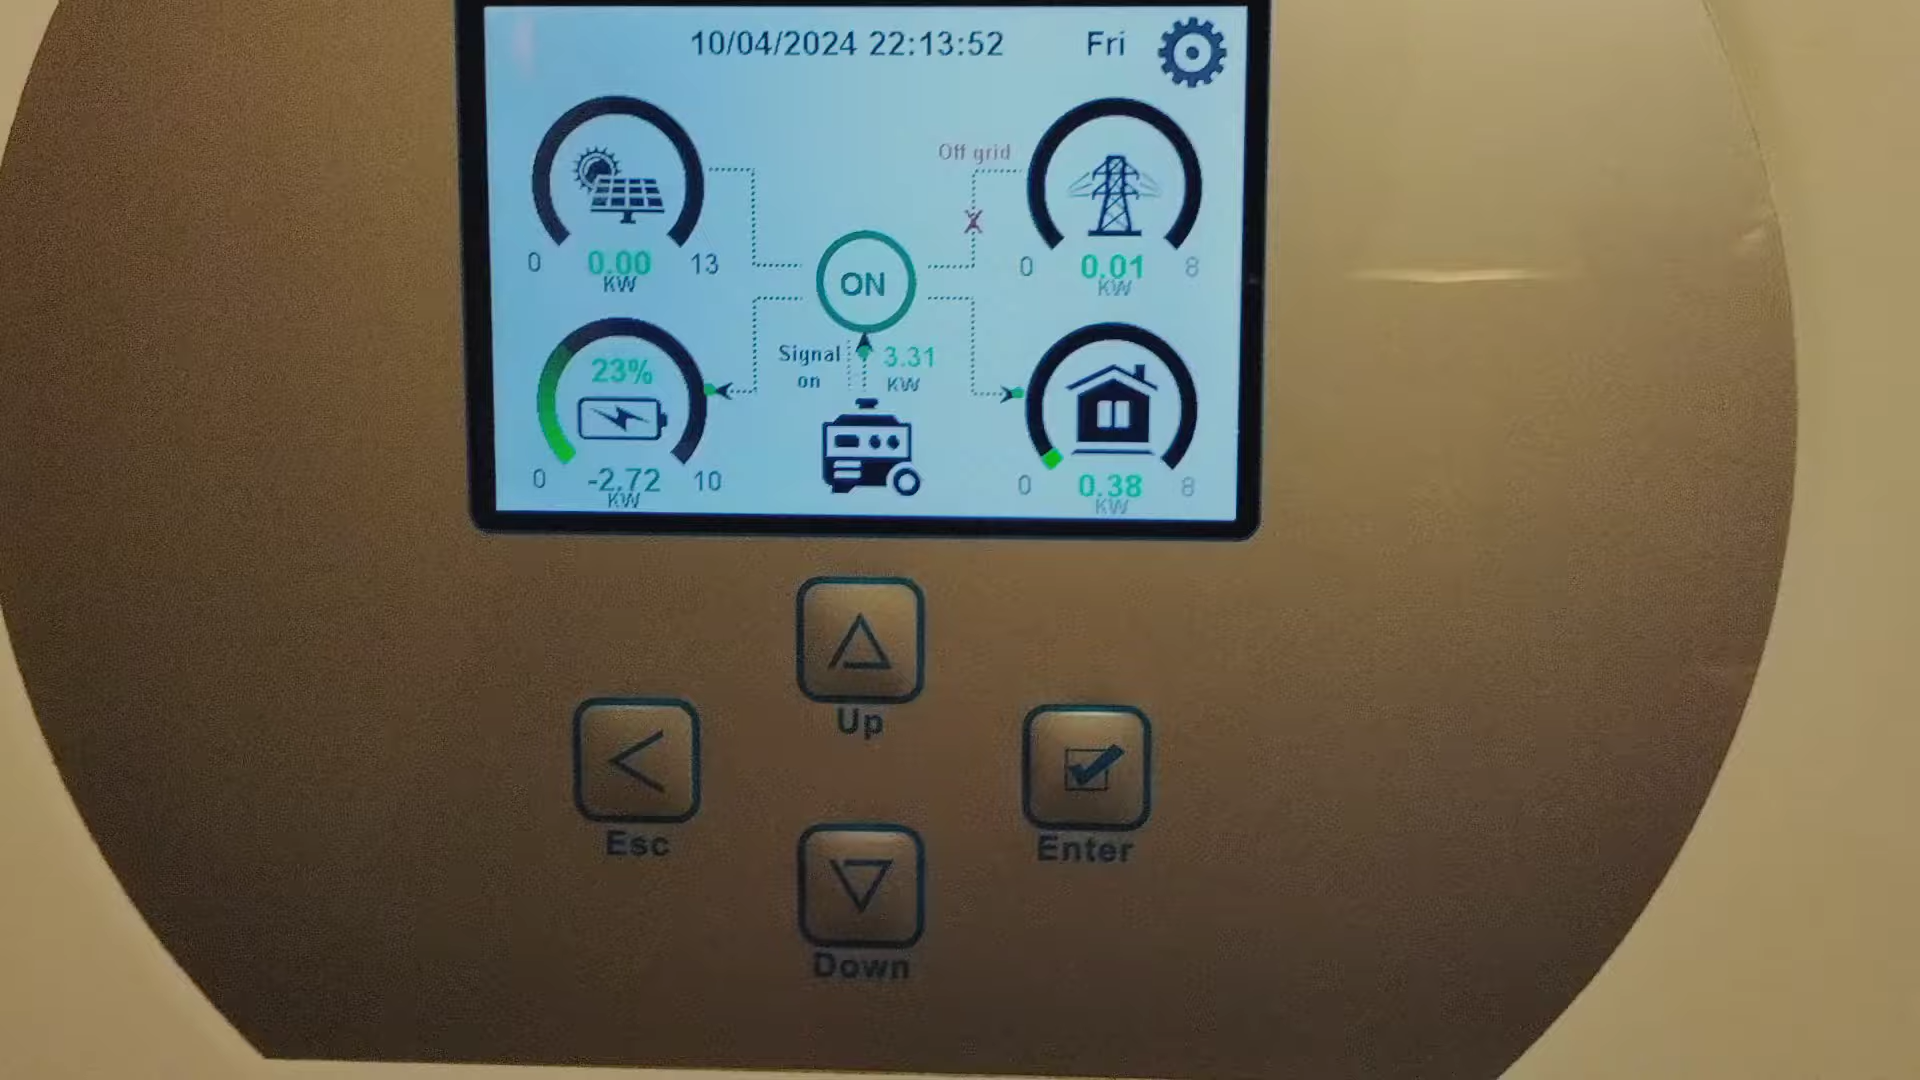 10/04/2024 22:13:52 Fri
Off grid
0 0.00 13
KW
0 0.01 8
KW
ON
Signal
on
3.31
KW
23%
0 -2.72 10
KW
0 0.38 8
KW
Up
Esc
Enter
Down